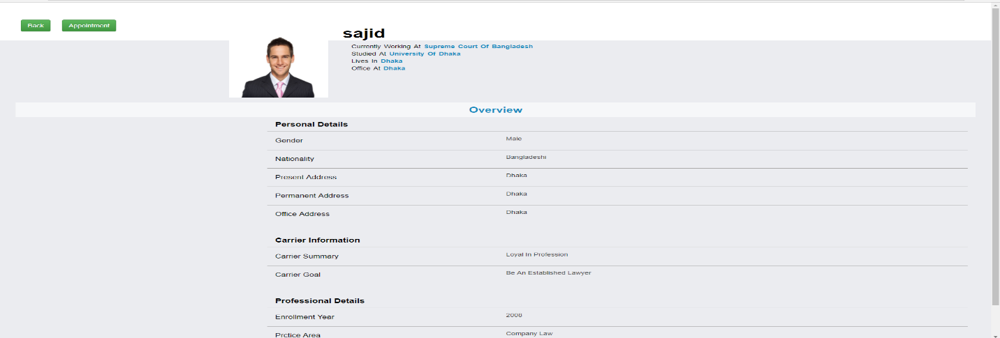 Back
Appointment
sajid
Currently Working At Supreme Court Of Bangladesh
Studied At University Of Dhaka
Lives In Dhaka
Office At Dhaka
Overview
Personal Details
Gender Male
Nationality Bangladeshi
Present Address Dhaka
Permanent Address Dhaka
Office Address Dhaka
Carrier Information
Carrier Summary Loyal In Profession
Carrier Goal Be An Established Lawyer
Professional Details
Enrollment Year 2008
Prctice Area Company Law